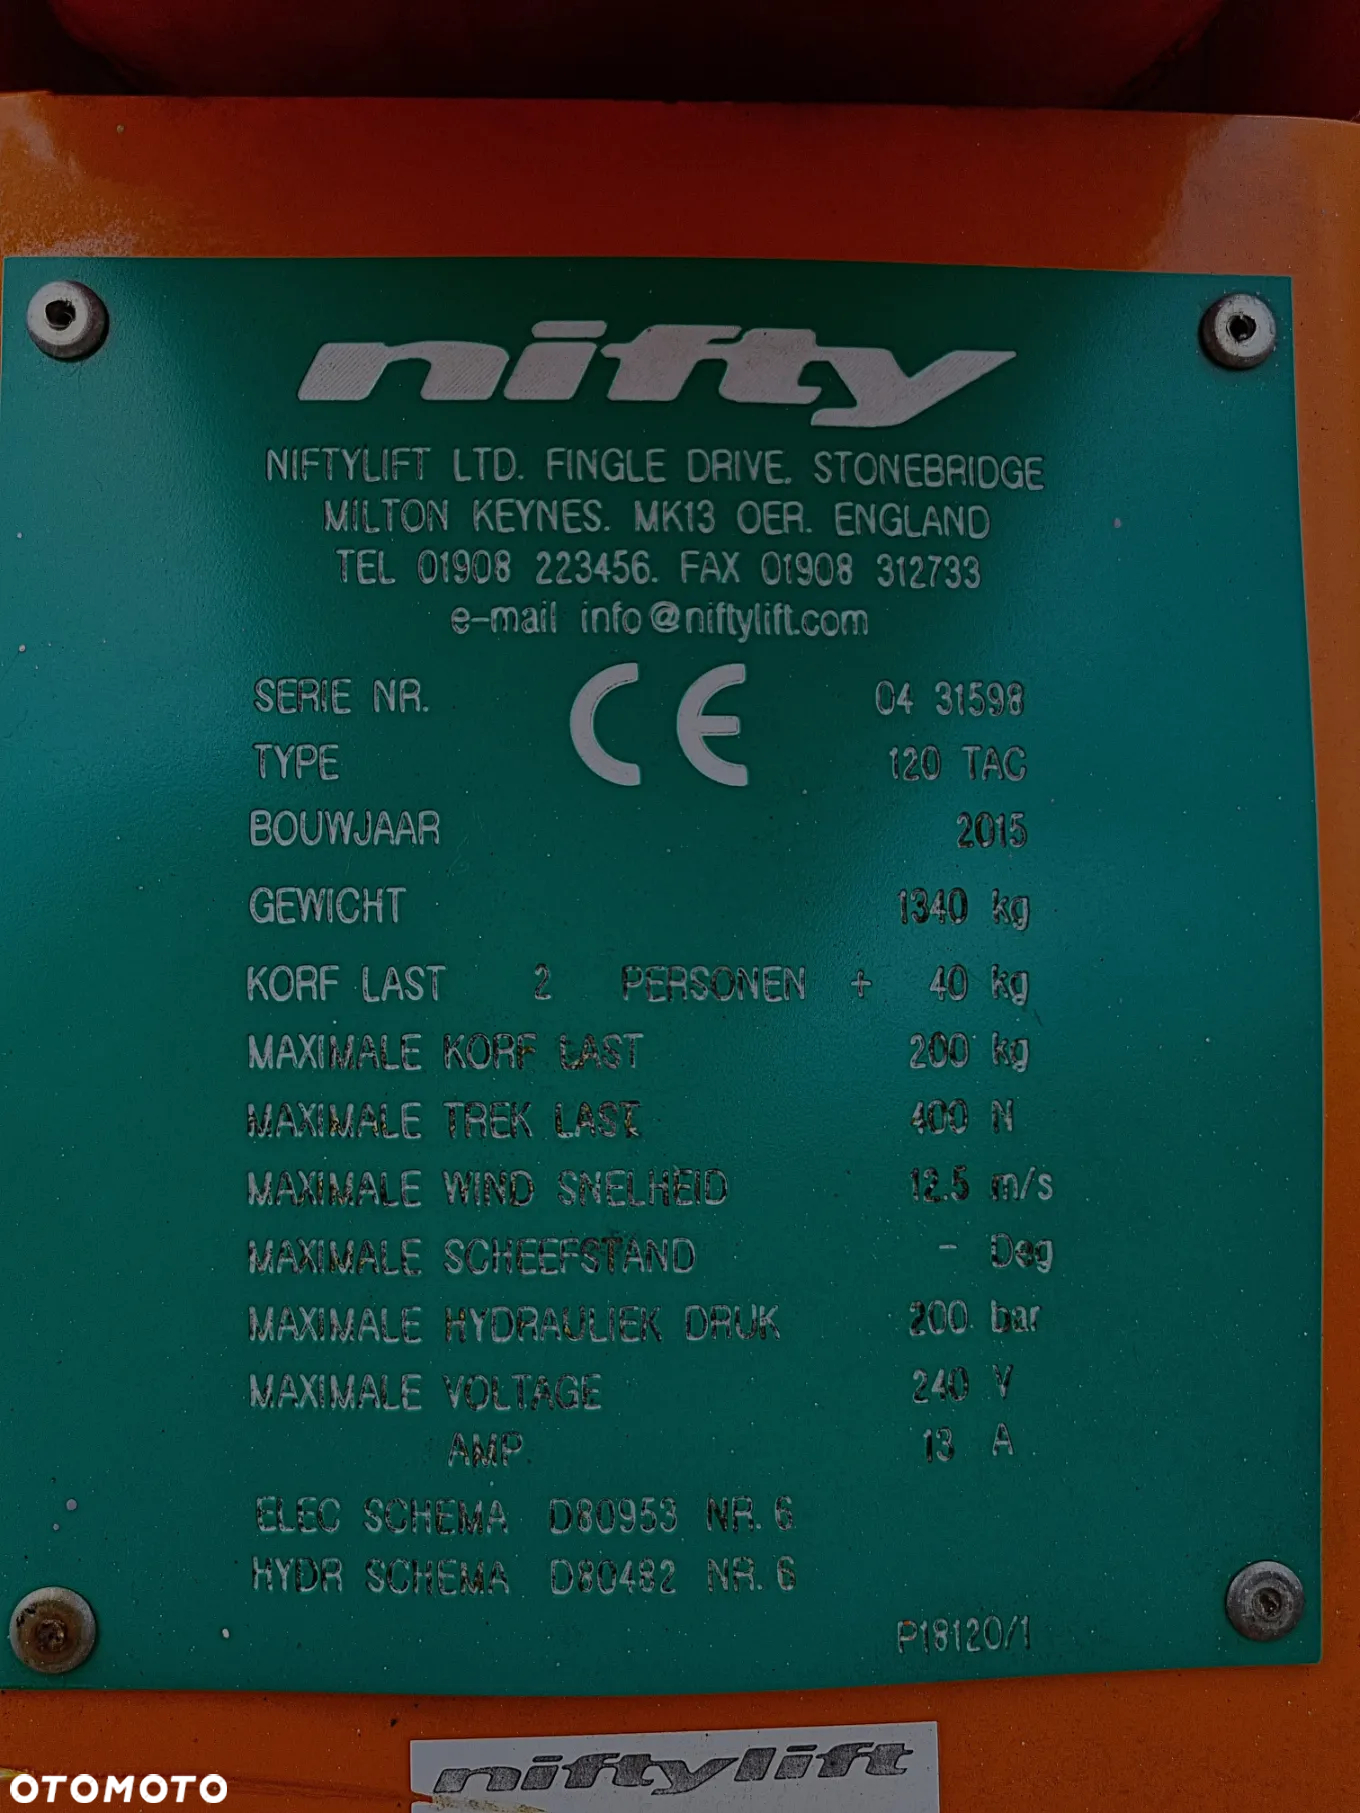 nifty
NIFTYLIFT LTD. FINGLE DRIVE. STONEBRIDGE
MILTON KEYNES. MK13 OER. ENGLAND
TEL 01908 223456. FAX 01908 312733
e-mail info@niftylift.com
SERIE NR. CE 04 31598
TYPE 120 TAC
BOUWJAAR 2015
GEWICHT 1340 kg
KORF LAST 2 PERSONEN + 40 kg
MAXIMALE KORF LAST 200 kg
MAXIMALE TREK LAST 400 N
MAXIMALE WIND SNELHEID 12.5 m/s
MAXIMALE SCHEEFSTAND - Deg
MAXIMALE HYDRAULIEK DRUK 200 bar
MAXIMALE VOLTAGE 240 V
AMP. 13 A
ELEC SCHEMA D80953 NR. 6
HYDR SCHEMA D80482 NR. 6
P18120/1
niftylift
OTOMOTO